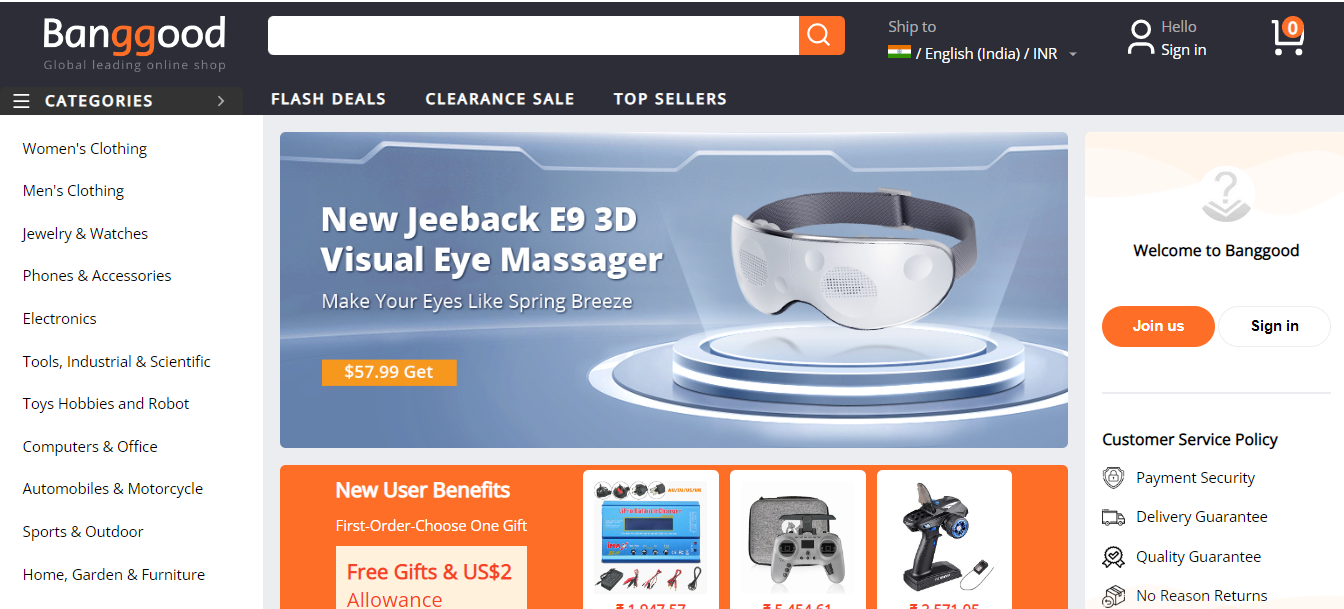 Banggood
Global leading online shop
Ship to
/ English (India) / INR
Hello
Sign in
0
CATEGORIES
FLASH DEALS
CLEARANCE SALE
TOP SELLERS
Women's Clothing
Men's Clothing
Jewelry & Watches
Phones & Accessories
Electronics
Tools, Industrial & Scientific
Toys Hobbies and Robot
Computers & Office
Automobiles & Motorcycle
Sports & Outdoor
Home, Garden & Furniture
New Jeeback E9 3D
Visual Eye Massager
Make Your Eyes Like Spring Breeze
$57.99 Get
New User Benefits
First-Order-Choose One Gift
Free Gifts & US$2
Allowance
?
Welcome to Banggood
Join us
Sign in
Customer Service Policy
Payment Security
Delivery Guarantee
Quality Guarantee
No Reason Returns